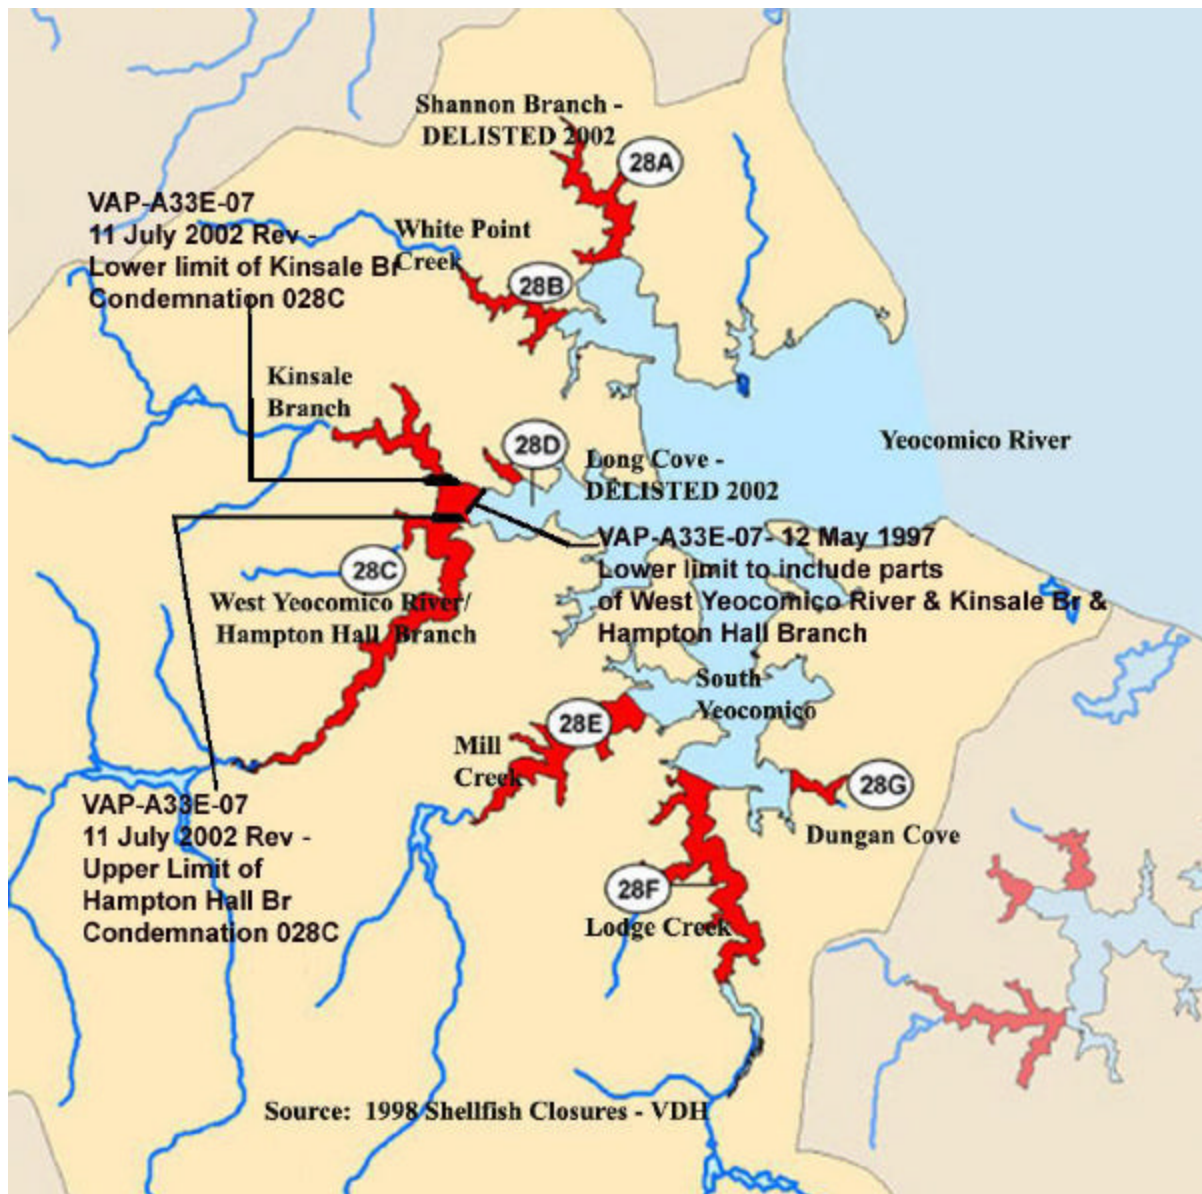 Shannon Branch -
DELISTED 2002
28A
VAP-A33E-07
11 July 2002 Rev -
Lower limit of Kinsale Br
Condemnation 028C
White Point
Creek
28B
Kinsale
Branch
28D
Long Cove -
DELISTED 2002
Yeocomico River
VAP-A33E-07- 12 May 1997
Lower limit to include parts
of West Yeocomico River & Kinsale Br &
Hampton Hall Branch
28C
West Yeocomico River/
Hampton Hall Branch
South
Yeocomico
28E
Mill
Creek
28G
Dungan Cove
VAP-A33E-07
11 July 2002 Rev -
Upper Limit of
Hampton Hall Br
Condemnation 028C
28F
Lodge Creek
Source: 1998 Shellfish Closures - VDH